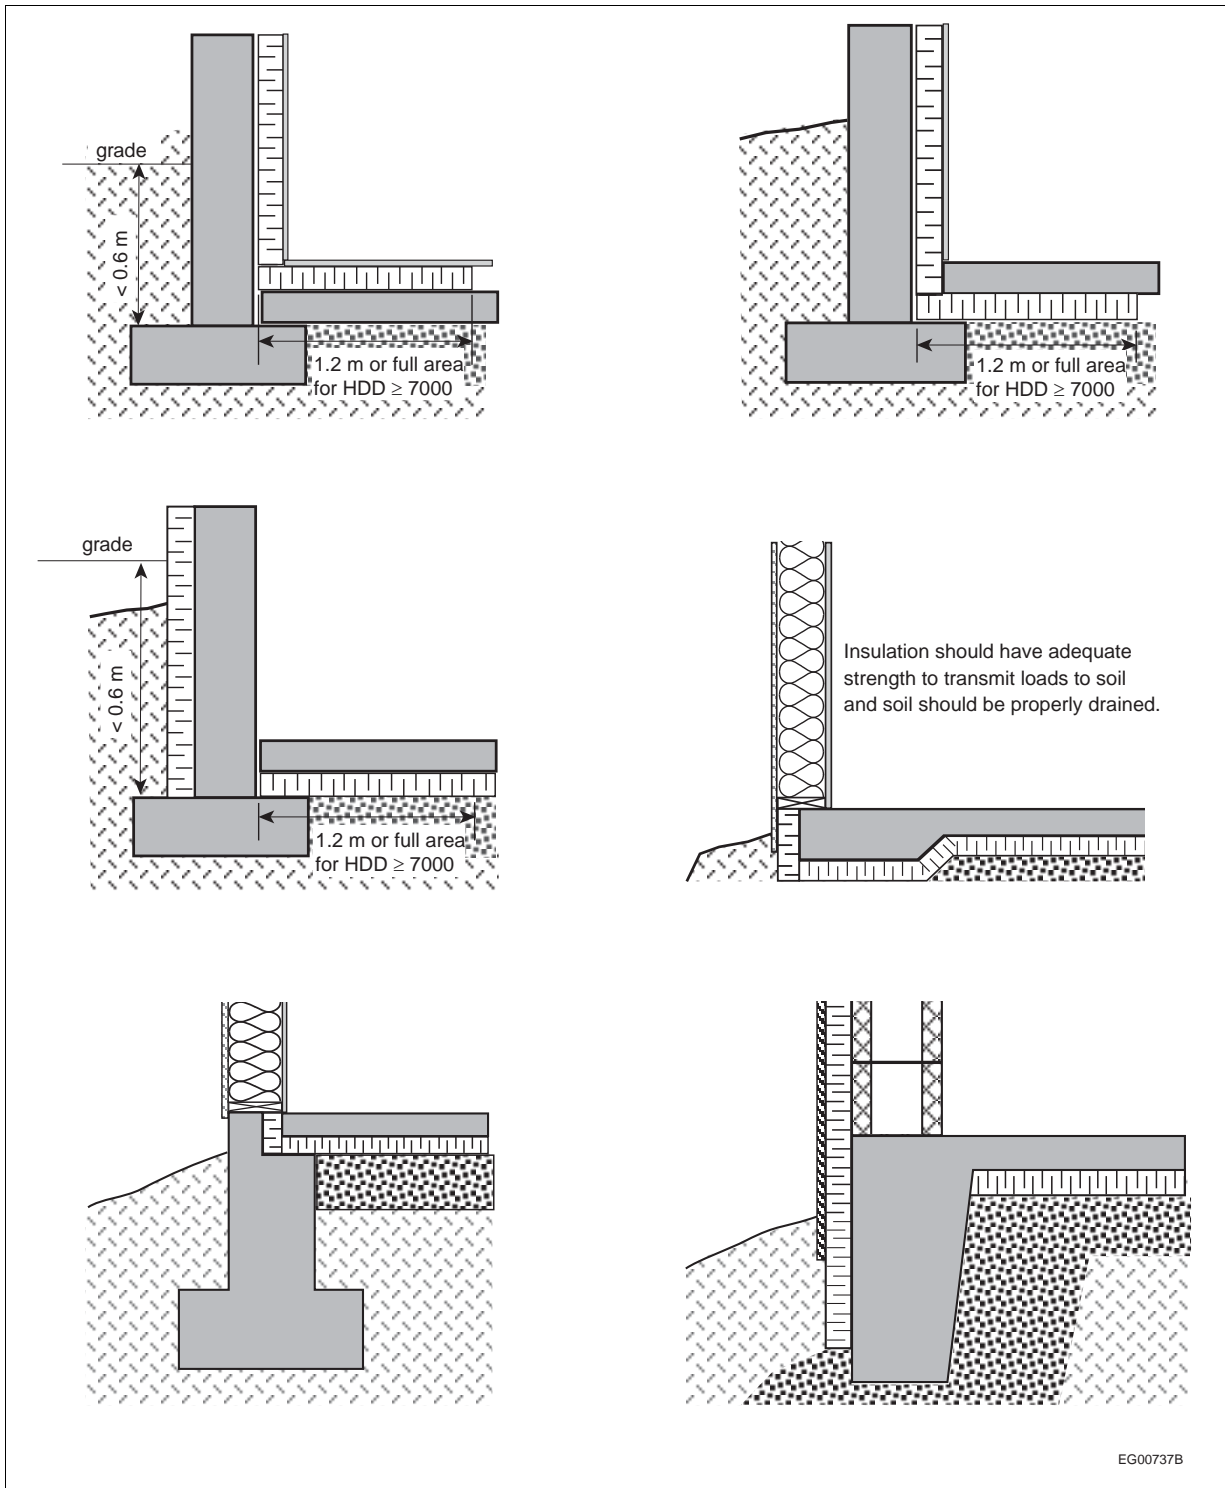 grade
< 0.6 m
1.2 m or full area
for HDD ≥ 7000
1.2 m or full area
for HDD ≥ 7000
grade
< 0.6 m
1.2 m or full area
for HDD ≥ 7000
Insulation should have adequate
strength to transmit loads to soil
and soil should be properly drained.
EG00737B